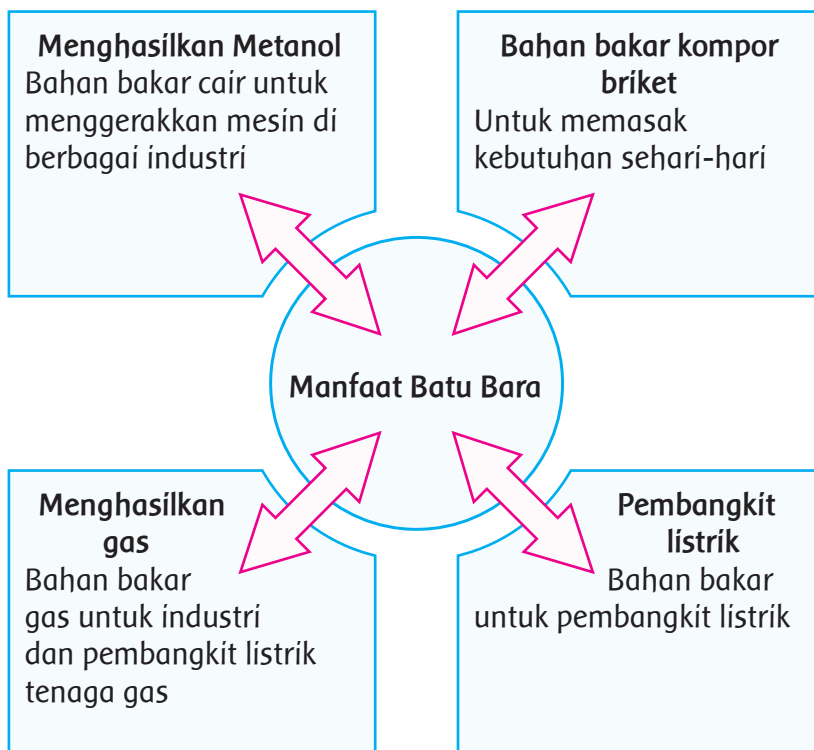 Menghasilkan Metanol
Bahan bakar cair untuk
menggerakkan mesin di
berbagai industri
Bahan bakar kompor
briket
Untuk memasak
kebutuhan sehari-hari
Manfaat Batu Bara
Menghasilkan
gas
Bahan bakar
gas untuk industri
dan pembangkit listrik
tenaga gas
Pembangkit
listrik
Bahan bakar
untuk pembangkit listrik